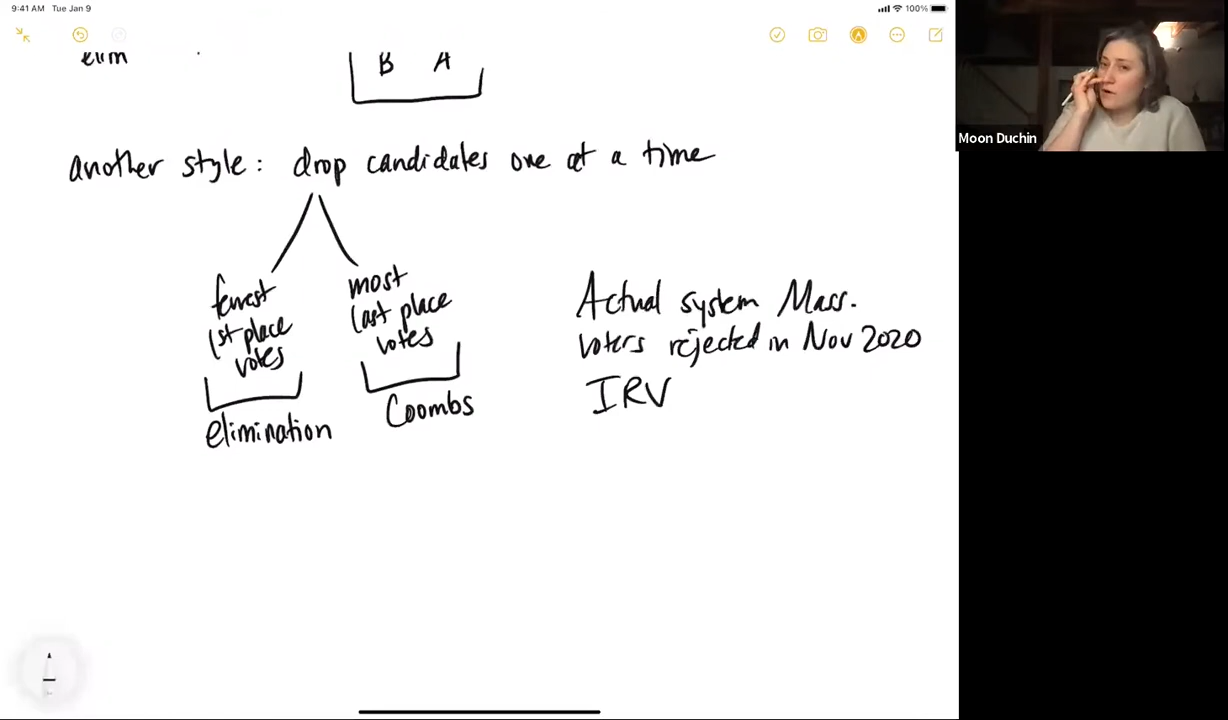 9:41 AM Tue Jan 9
100%
elim
B A
another style: drop candidates one at a time
fewest
1st place
votes
elimination
most
last place
votes
Coombs
Actual system Mass.
voters rejected in Nov 2020
IRV
Moon Duchin